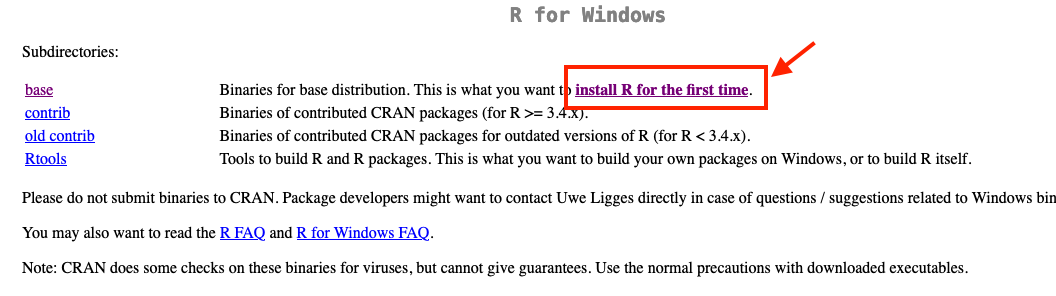 R for Windows
Subdirectories:
base Binaries for base distribution. This is what you want to install R for the first time.
contrib Binaries of contributed CRAN packages (for R >= 3.4.x).
old contrib Binaries of contributed CRAN packages for outdated versions of R (for R < 3.4.x).
Rtools Tools to build R and R packages. This is what you want to build your own packages on Windows, or to build R itself.
Please do not submit binaries to CRAN. Package developers might want to contact Uwe Ligges directly in case of questions / suggestions related to Windows bin
You may also want to read the R FAQ and R for Windows FAQ.
Note: CRAN does some checks on these binaries for viruses, but cannot give guarantees. Use the normal precautions with downloaded executables.